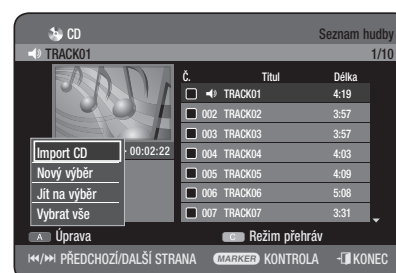 CD Seznam hudby
TRACK01 1/10
Č. Titul Délka
TRACK01 4:19
002 TRACK02 3:57
003 TRACK03 3:57
Import CD 00:02:22 004 TRACK04 4:03
Nový výběr 005 TRACK05 4:09
Jít na výběr 006 TRACK06 5:08
Vybrat vše 007 TRACK07 3:31
A Úprava C Režim přehráv
PŘEDCHOZÍ/DALŠÍ STRANA MARKER KONTROLA KONEC